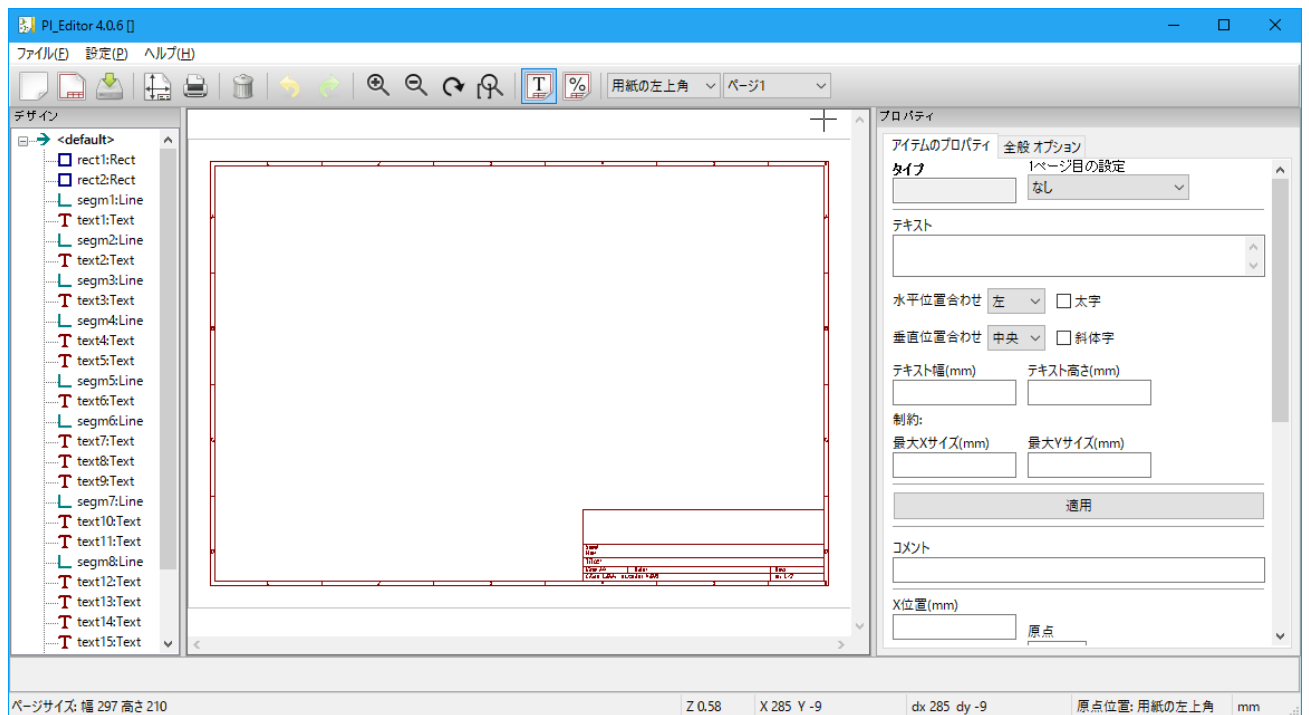 Pl_Editor 4.0.6 []
ファイル(F) 設定(P) ヘルプ(H)
用紙の左上角 ページ1
デザイン
<default>
rect1:Rect
rect2:Rect
segm1:Line
text1:Text
segm2:Line
text2:Text
segm3:Line
text3:Text
segm4:Line
text4:Text
text5:Text
segm5:Line
text6:Text
segm6:Line
text7:Text
text8:Text
text9:Text
segm7:Line
text10:Text
text11:Text
segm8:Line
text12:Text
text13:Text
text14:Text
text15:Text
プロパティ
アイテムのプロパティ 全般 オプション
タイプ 1ページ目の設定
なし
テキスト
水平位置合わせ 左 太字
垂直位置合わせ 中央 斜体字
テキスト幅(mm) テキスト高さ(mm)
制約:
最大Xサイズ(mm) 最大Yサイズ(mm)
適用
コメント
X位置(mm)
原点
ページサイズ: 幅 297 高さ 210 Z 0.58 X 285 Y -9 dx 285 dy -9 原点位置: 用紙の左上角 mm